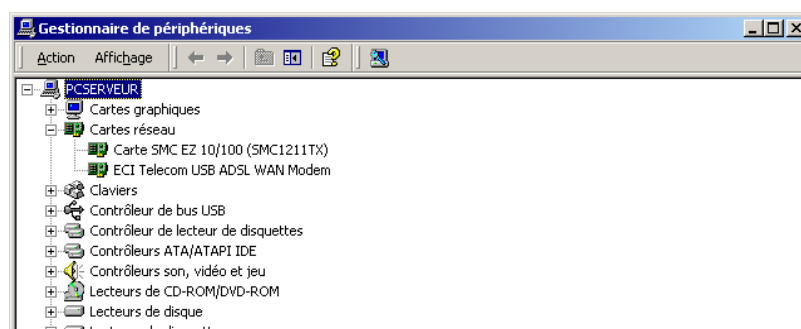 Gestionnaire de périphériques
Action Affichage
PCSERVEUR
Cartes graphiques
Cartes réseau
Carte SMC EZ 10/100 (SMC1211TX)
ECI Telecom USB ADSL WAN Modem
Claviers
Contrôleur de bus USB
Contrôleur de lecteur de disquettes
Contrôleurs ATA/ATAPI IDE
Contrôleurs son, vidéo et jeu
Lecteurs de CD-ROM/DVD-ROM
Lecteurs de disque